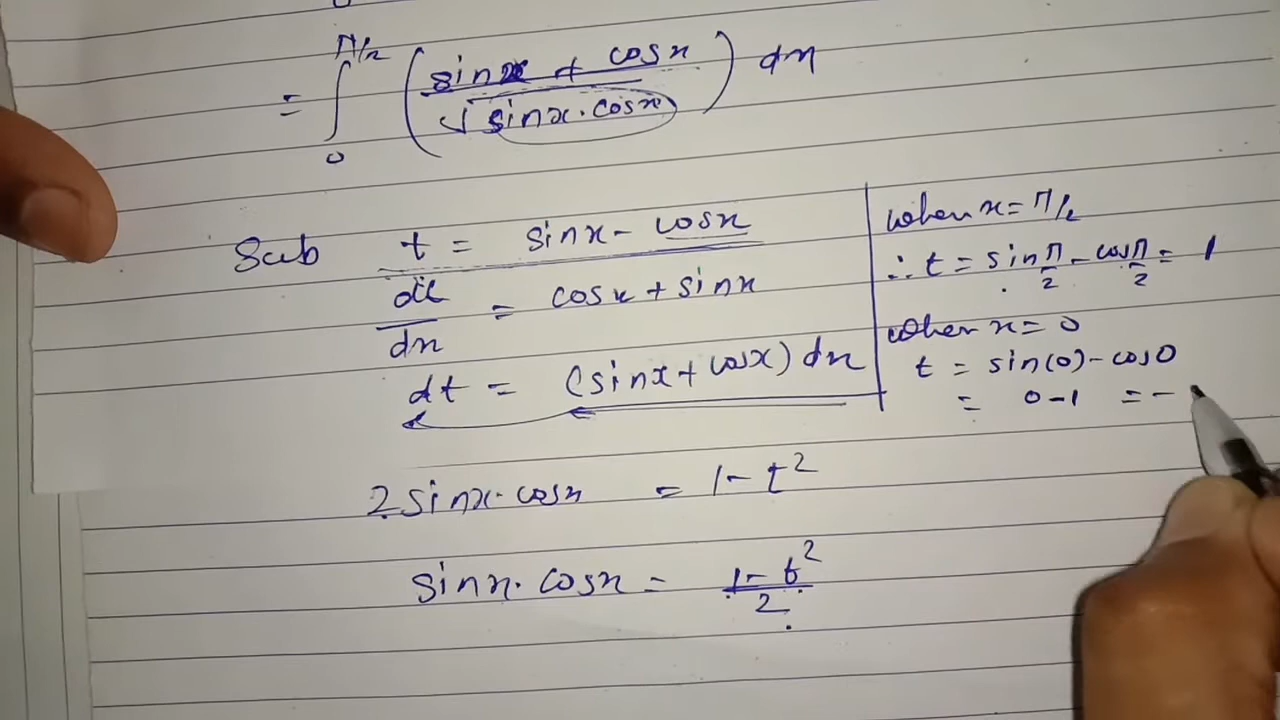 π/2
= ∫ ( sinx + cosx / √sinx·cosx ) dx
0
Sub t = sinx - cosx
dt/dx = cosx + sinx
dt = (sinx + cosx) dx
2sinx·cosx = 1-t²
sinx·cosx = 1-t²/2
when x = π/2
∴ t = sin π/2 - cos π/2 = 1
when x = 0
t = sin(0) - cos0
= 0-1 = -